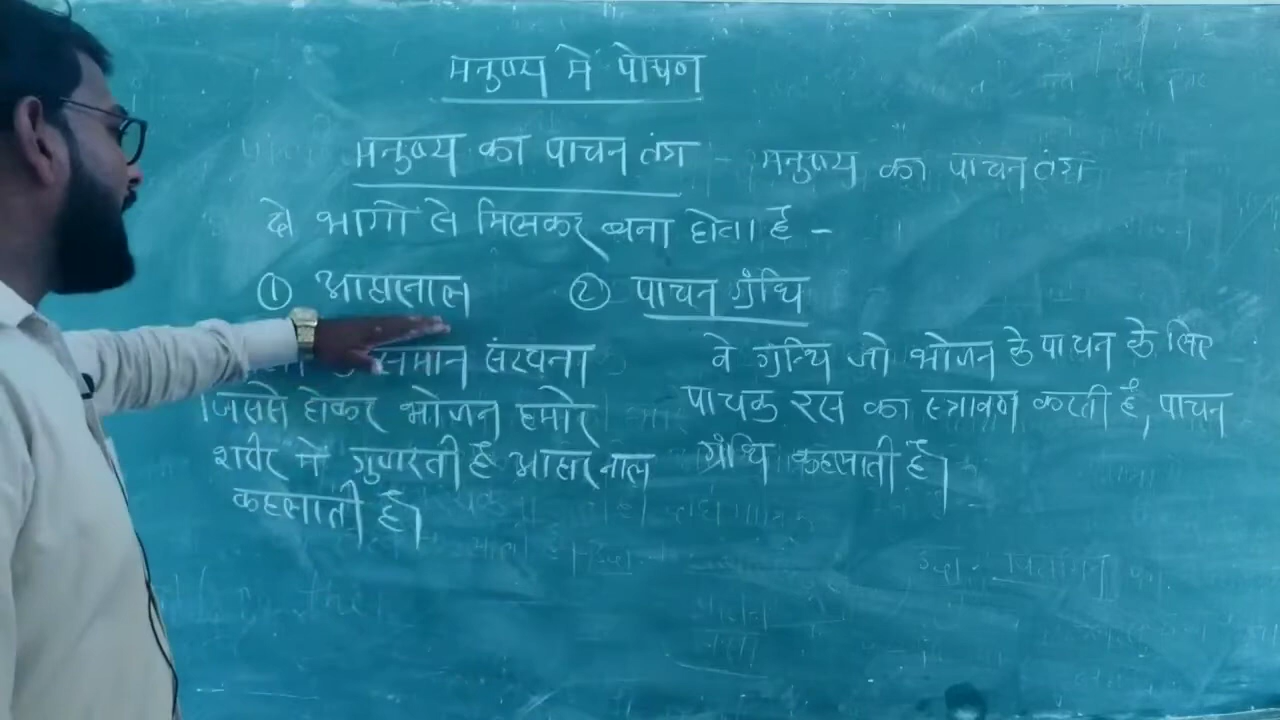 मनुष्य में पोषण
मनुष्य का पाचन तंत्र - मनुष्य का पाचन तंत्र
दो भागों से मिलकर बना होता है -
① आहारनाल ② पाचन ग्रंथि
समान संरचना
जिससे होकर भोजन हमारे
शरीर में गुजरती है आहारनाल
कहलाती है।
वे ग्रन्थि जो भोजन के पाचन के लिए
पाचक रस का स्त्रावण करती है, पाचन
ग्रंथि कहलाती है।